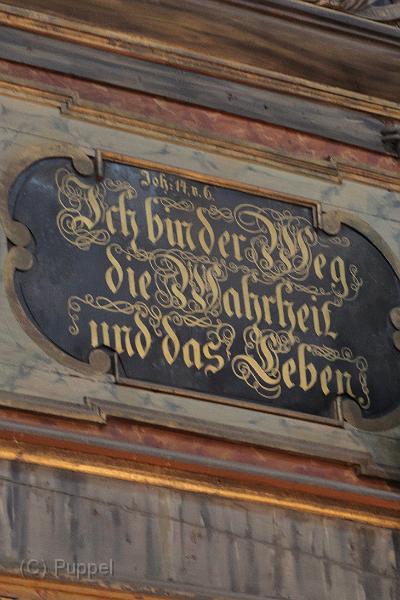 Joh: 14. v. 6.
Ich bin der Weg
die Wahrheit
und das Leben.
(C) Puppel